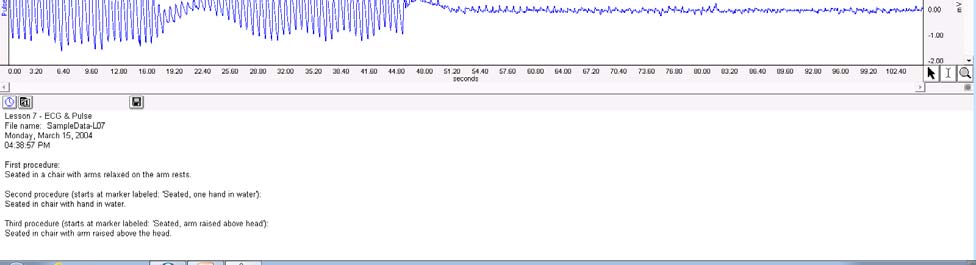 Pulse
0.00
mV
-1.00
-2.00
0.00 3.20 6.40 9.60 12.80 16.00 19.20 22.40 25.60 28.80 32.00 35.20 38.40 41.60 44.80 48.00 51.20 54.40 57.60 60.80 64.00 67.20 70.40 73.60 76.80 80.00 83.20 86.40 89.60 92.80 96.00 99.20 102.40
seconds
Lesson 7 - ECG & Pulse
File name: SampleData-L07
Monday, March 15, 2004
04:38:57 PM
First procedure:
Seated in a chair with arms relaxed on the arm rests.
Second procedure (starts at marker labeled: 'Seated, one hand in water'):
Seated in chair with hand in water.
Third procedure (starts at marker labeled: 'Seated, arm raised above head'):
Seated in chair with arm raised above the head.